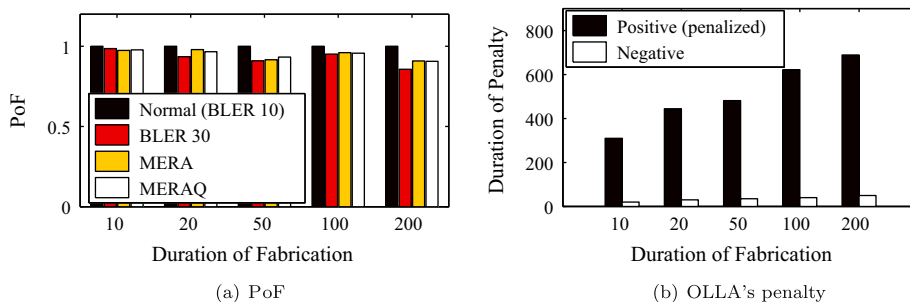 PoF
1
0.5
0
Normal (BLER 10)
BLER 30
MERA
MERAQ
10 20 50 100 200
Duration of Fabrication
(a) PoF
Duration of Penalty
800
600
400
200
0
Positive (penalized)
Negative
10 20 50 100 200
Duration of Fabrication
(b) OLLA's penalty